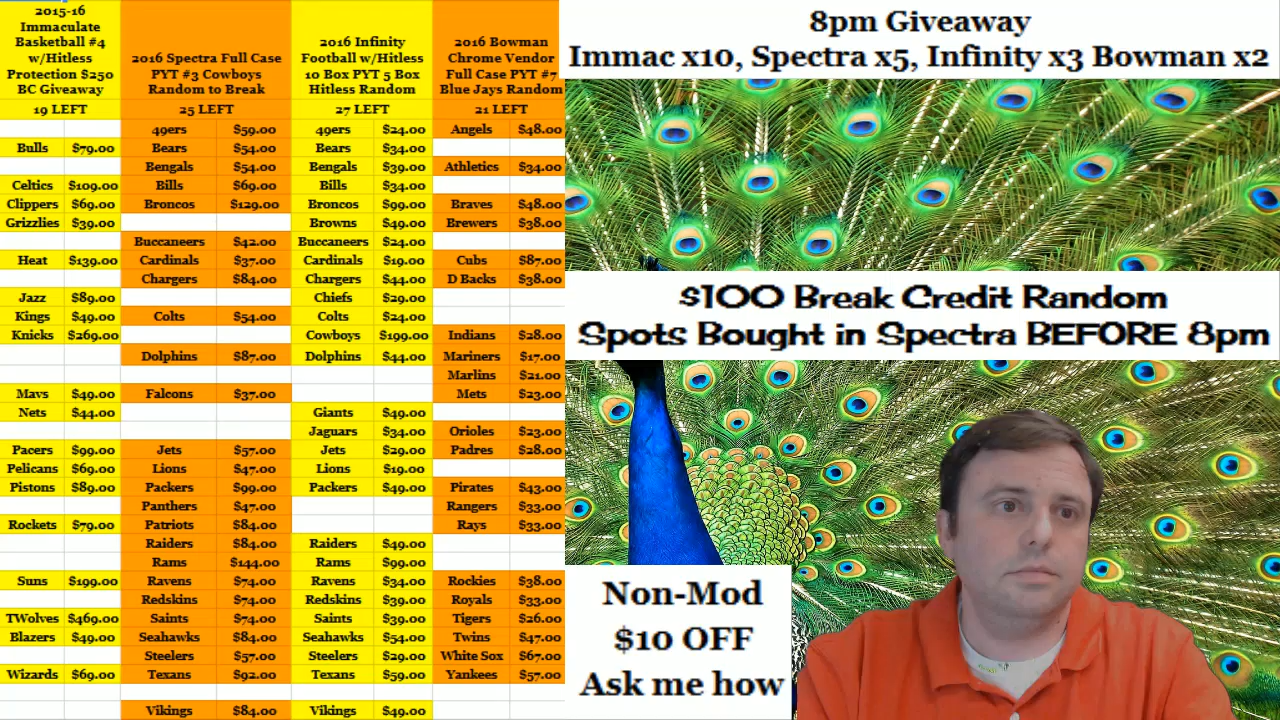 2015-16
Immaculate
Basketball #4
w/Hitless
Protection $250
BC Giveaway
19 LEFT
Bulls $79.00
Celtics $109.00
Clippers $69.00
Grizzlies $39.00
Heat $139.00
Jazz $89.00
Kings $49.00
Knicks $269.00
Mavs $49.00
Nets $44.00
Pacers $99.00
Pelicans $69.00
Pistons $89.00
Rockets $79.00
Suns $199.00
TWolves $469.00
Blazers $49.00
Wizards $69.00
2016 Spectra Full Case
PYT #3 Cowboys
Random to Break
25 LEFT
49ers $59.00
Bears $54.00
Bengals $54.00
Bills $69.00
Broncos $129.00
Buccaneers $42.00
Cardinals $37.00
Chargers $84.00
Colts $54.00
Dolphins $87.00
Falcons $37.00
Jets $57.00
Lions $47.00
Packers $99.00
Panthers $47.00
Patriots $84.00
Raiders $84.00
Rams $144.00
Ravens $74.00
Redskins $74.00
Saints $74.00
Seahawks $84.00
Steelers $57.00
Texans $92.00
Vikings $84.00
2016 Infinity
Football w/Hitless
10 Box PYT 5 Box
Hitless Random
27 LEFT
49ers $24.00
Bears $34.00
Bengals $39.00
Bills $34.00
Broncos $99.00
Browns $49.00
Buccaneers $24.00
Cardinals $19.00
Chargers $44.00
Chiefs $29.00
Colts $24.00
Cowboys $199.00
Dolphins $44.00
Giants $49.00
Jaguars $34.00
Jets $29.00
Lions $19.00
Packers $49.00
Raiders $49.00
Rams $99.00
Ravens $34.00
Redskins $39.00
Saints $39.00
Seahawks $54.00
Steelers $29.00
Texans $59.00
Vikings $49.00
2016 Bowman
Chrome Vendor
Full Case PYT #7
Blue Jays Random
21 LEFT
Angels $48.00
Athletics $34.00
Braves $48.00
Brewers $38.00
Cubs $87.00
D Backs $38.00
Indians $28.00
Mariners $17.00
Marlins $21.00
Mets $23.00
Orioles $23.00
Padres $28.00
Pirates $43.00
Rangers $33.00
Rays $33.00
Rockies $38.00
Royals $33.00
Tigers $26.00
Twins $47.00
White Sox $67.00
Yankees $57.00
8pm Giveaway
Immac x10, Spectra x5, Infinity x3 Bowman x2
$100 Break Credit Random
Spots Bought in Spectra BEFORE 8pm
Non-Mod
$10 OFF
Ask me how